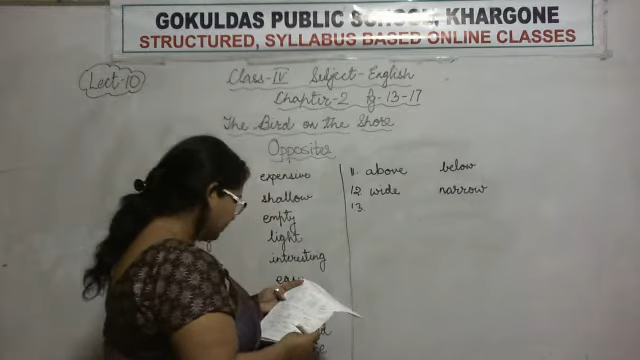 GOKULDAS PUBLIC SCHOOL, KHARGONE
STRUCTURED, SYLLABUS BASED ONLINE CLASSES
Lect-10
Class-IV Subject-English
Chapter-2 Pg-13-17
The Bird on the Shore
Opposites
expensive
shallow
empty
light
interesting
11. above below
12. wide narrow
13.